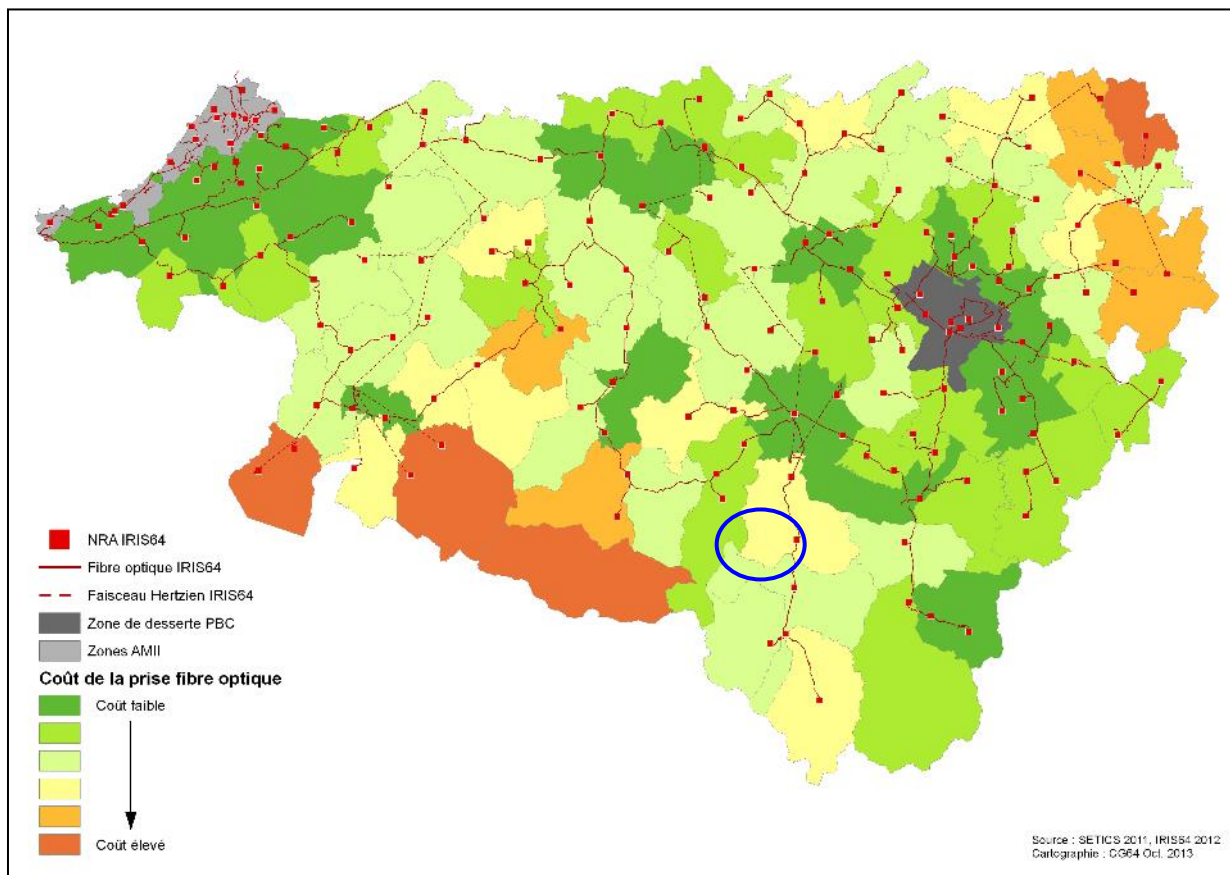 NRA IRIS64
Fibre optique IRIS64
Faisceau Hertzien IRIS64
Zone de desserte PBC
Zones AMII
Coût de la prise fibre optique
Coût faible
Coût élevé
Source : SETICS 2011, IRIS64 2012
Cartographie : CG64 Oct. 2013